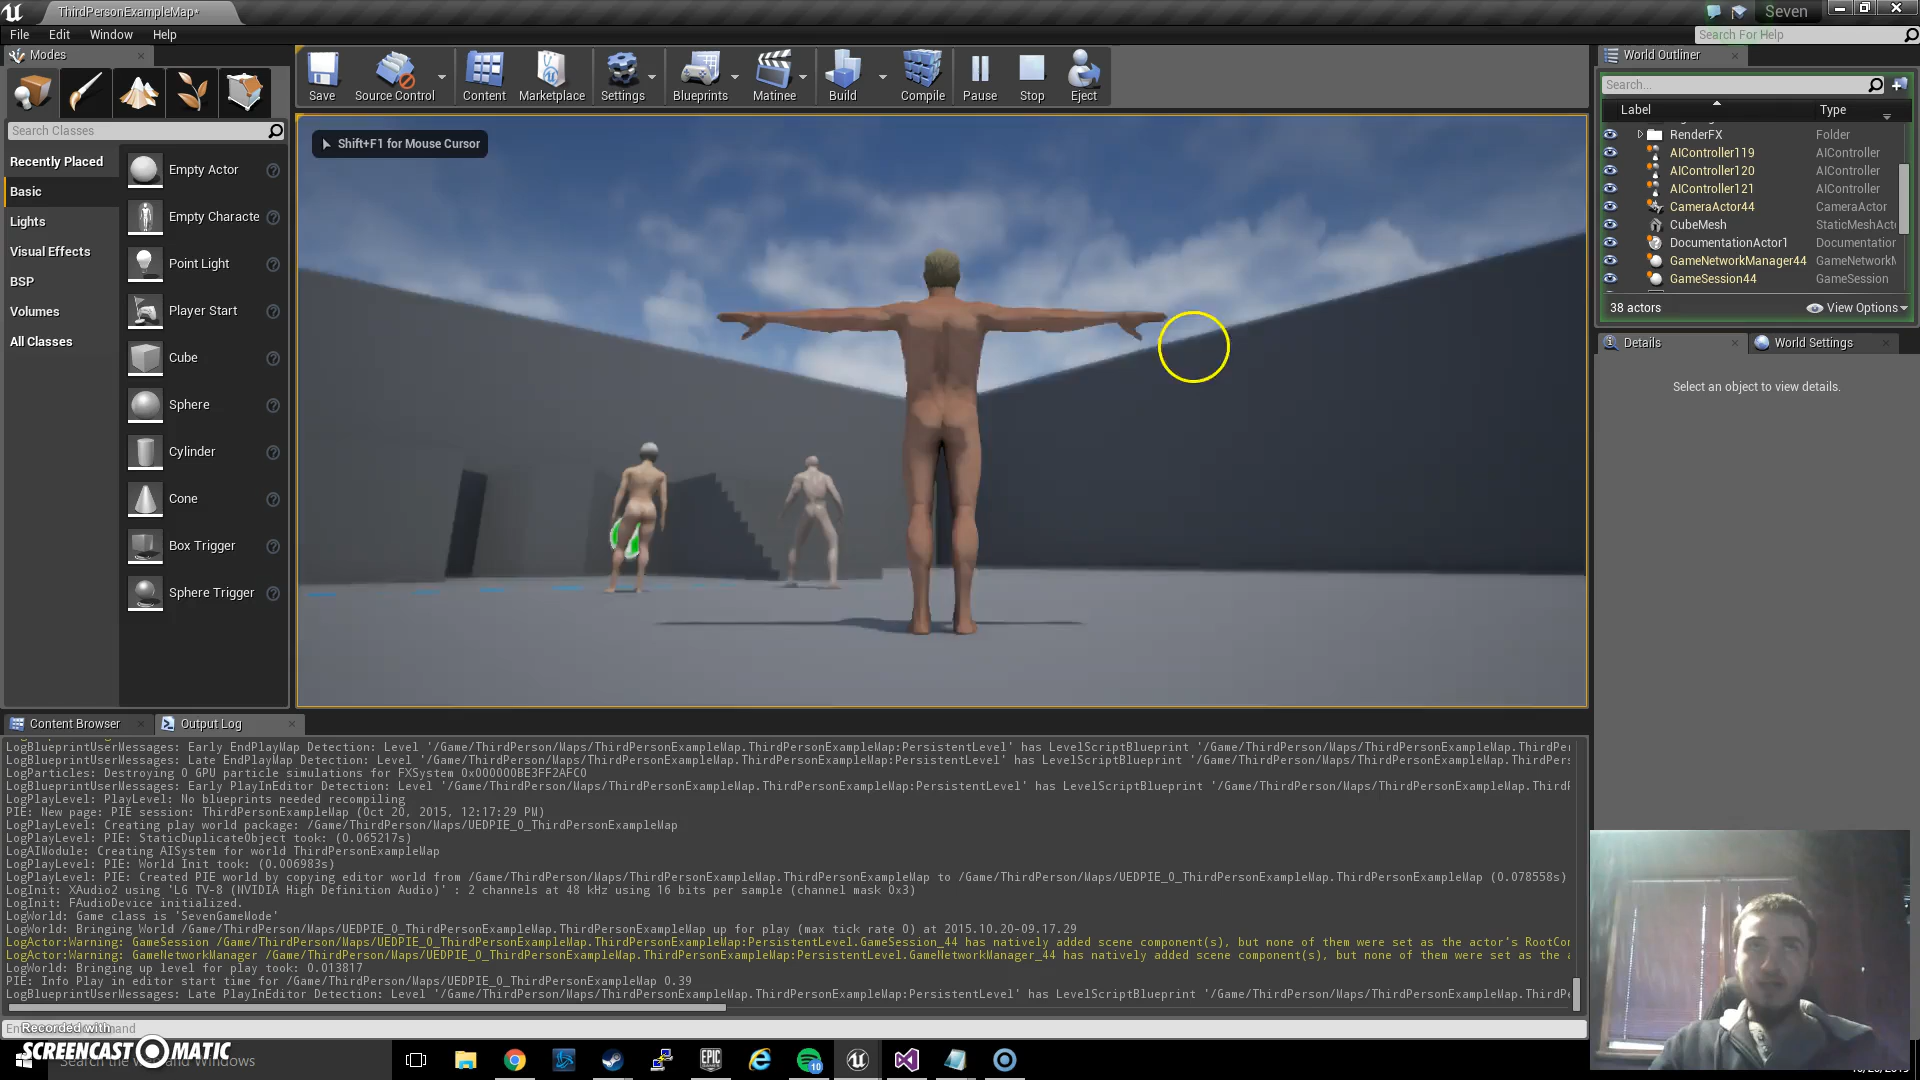 ThirdPersonExampleMap*
Seven
File Edit Window Help
Search For Help
Modes
Search Classes
Recently Placed
Basic
Lights
Visual Effects
BSP
Volumes
All Classes
Empty Actor
Empty Characte
Point Light
Player Start
Cube
Sphere
Cylinder
Cone
Box Trigger
Sphere Trigger
Save
Source Control
Content
Marketplace
Settings
Blueprints
Matinee
Build
Compile
Pause
Stop
Eject
Shift+F1 for Mouse Cursor
World Outliner
Search...
Label Type
RenderFX Folder
AIController119 AIController
AIController120 AIController
AIController121 AIController
CameraActor44 CameraActor
CubeMesh StaticMeshActo
DocumentationActor1 Documentation
GameNetworkManager44 GameNetworkM
GameSession44 GameSession
38 actors View Options
Details World Settings
Select an object to view details.
Content Browser Output Log
LogBlueprintUserMessages: Early EndPlayMap Detection: Level '/Game/ThirdPerson/Maps/ThirdPersonExampleMap.ThirdPersonExampleMap:PersistentLevel' has LevelScriptBlueprint '/Game/ThirdPerson/Maps/ThirdPersonExampleMap.ThirdPer
LogBlueprintUserMessages: Late EndPlayMap Detection: Level '/Game/ThirdPerson/Maps/ThirdPersonExampleMap.ThirdPersonExampleMap:PersistentLevel' has LevelScriptBlueprint '/Game/ThirdPerson/Maps/ThirdPersonExampleMap.ThirdPers
LogParticles: Destroying 0 GPU particle simulations for FXSystem 0x000000BE3FF2AFC0
LogBlueprintUserMessages: Early PlayInEditor Detection: Level '/Game/ThirdPerson/Maps/ThirdPersonExampleMap.ThirdPersonExampleMap:PersistentLevel' has LevelScriptBlueprint '/Game/ThirdPerson/Maps/ThirdPersonExampleMap.Third
LogPlayLevel: PlayLevel: No blueprints needed recompiling
PIE: New page: PIE session: ThirdPersonExampleMap (Oct 20, 2015, 12:17:29 PM)
LogPlayLevel: Creating play world package: /Game/ThirdPerson/Maps/UEDPIE_0_ThirdPersonExampleMap
LogPlayLevel: PIE: StaticDuplicateObject took: (0.065217s)
LogAIModule: Creating AISystem for world ThirdPersonExampleMap
LogPlayLevel: PIE: World Init took: (0.006983s)
LogPlayLevel: PIE: Created PIE world by copying editor world from /Game/ThirdPerson/Maps/ThirdPersonExampleMap.ThirdPersonExampleMap to /Game/ThirdPerson/Maps/UEDPIE_0_ThirdPersonExampleMap.ThirdPersonExampleMap (0.078558s)
LogInit: XAudio2 using 'LG TV-8 (NVIDIA High Definition Audio)' : 2 channels at 48 kHz using 16 bits per sample (channel mask 0x3)
LogInit: FAudioDevice initialized.
LogWorld: Game class is 'SevenGameMode'
LogWorld: Bringing World /Game/ThirdPerson/Maps/UEDPIE_0_ThirdPersonExampleMap.ThirdPersonExampleMap up for play (max tick rate 0) at 2015.10.20-09.17.29
LogActor:Warning: GameSession /Game/ThirdPerson/Maps/UEDPIE_0_ThirdPersonExampleMap.ThirdPersonExampleMap:PersistentLevel.GameSession_44 has natively added scene component(s), but none of them were set as the actor's RootCom
LogActor:Warning: GameNetworkManager /Game/ThirdPerson/Maps/UEDPIE_0_ThirdPersonExampleMap.ThirdPersonExampleMap:PersistentLevel.GameNetworkManager_44 has natively added scene component(s), but none of them were set as the a
LogWorld: Bringing up level for play took: 0.013817
PIE: Info Play in editor start time for /Game/ThirdPerson/Maps/UEDPIE_0_ThirdPersonExampleMap 0.39
LogBlueprintUserMessages: Late PlayInEditor Detection: Level '/Game/ThirdPerson/Maps/ThirdPersonExampleMap.ThirdPersonExampleMap:PersistentLevel' has LevelScriptBlueprint '/Game/ThirdPerson/Maps/ThirdPersonExampleMap.ThirdPe
Recorded with
SCREENCAST MATIC
EPIC
10